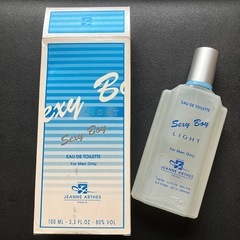 Sexy Boy
Sexy Boy
EAU DE TOILETTE
For Men Only
JEANNE ARTHES
100 ML - 3.3 FL.OZ - 80% VOL
EAU DE TOILETTE
Sexy Boy
LIGHT
For Men Only
JEANNE ARTHES